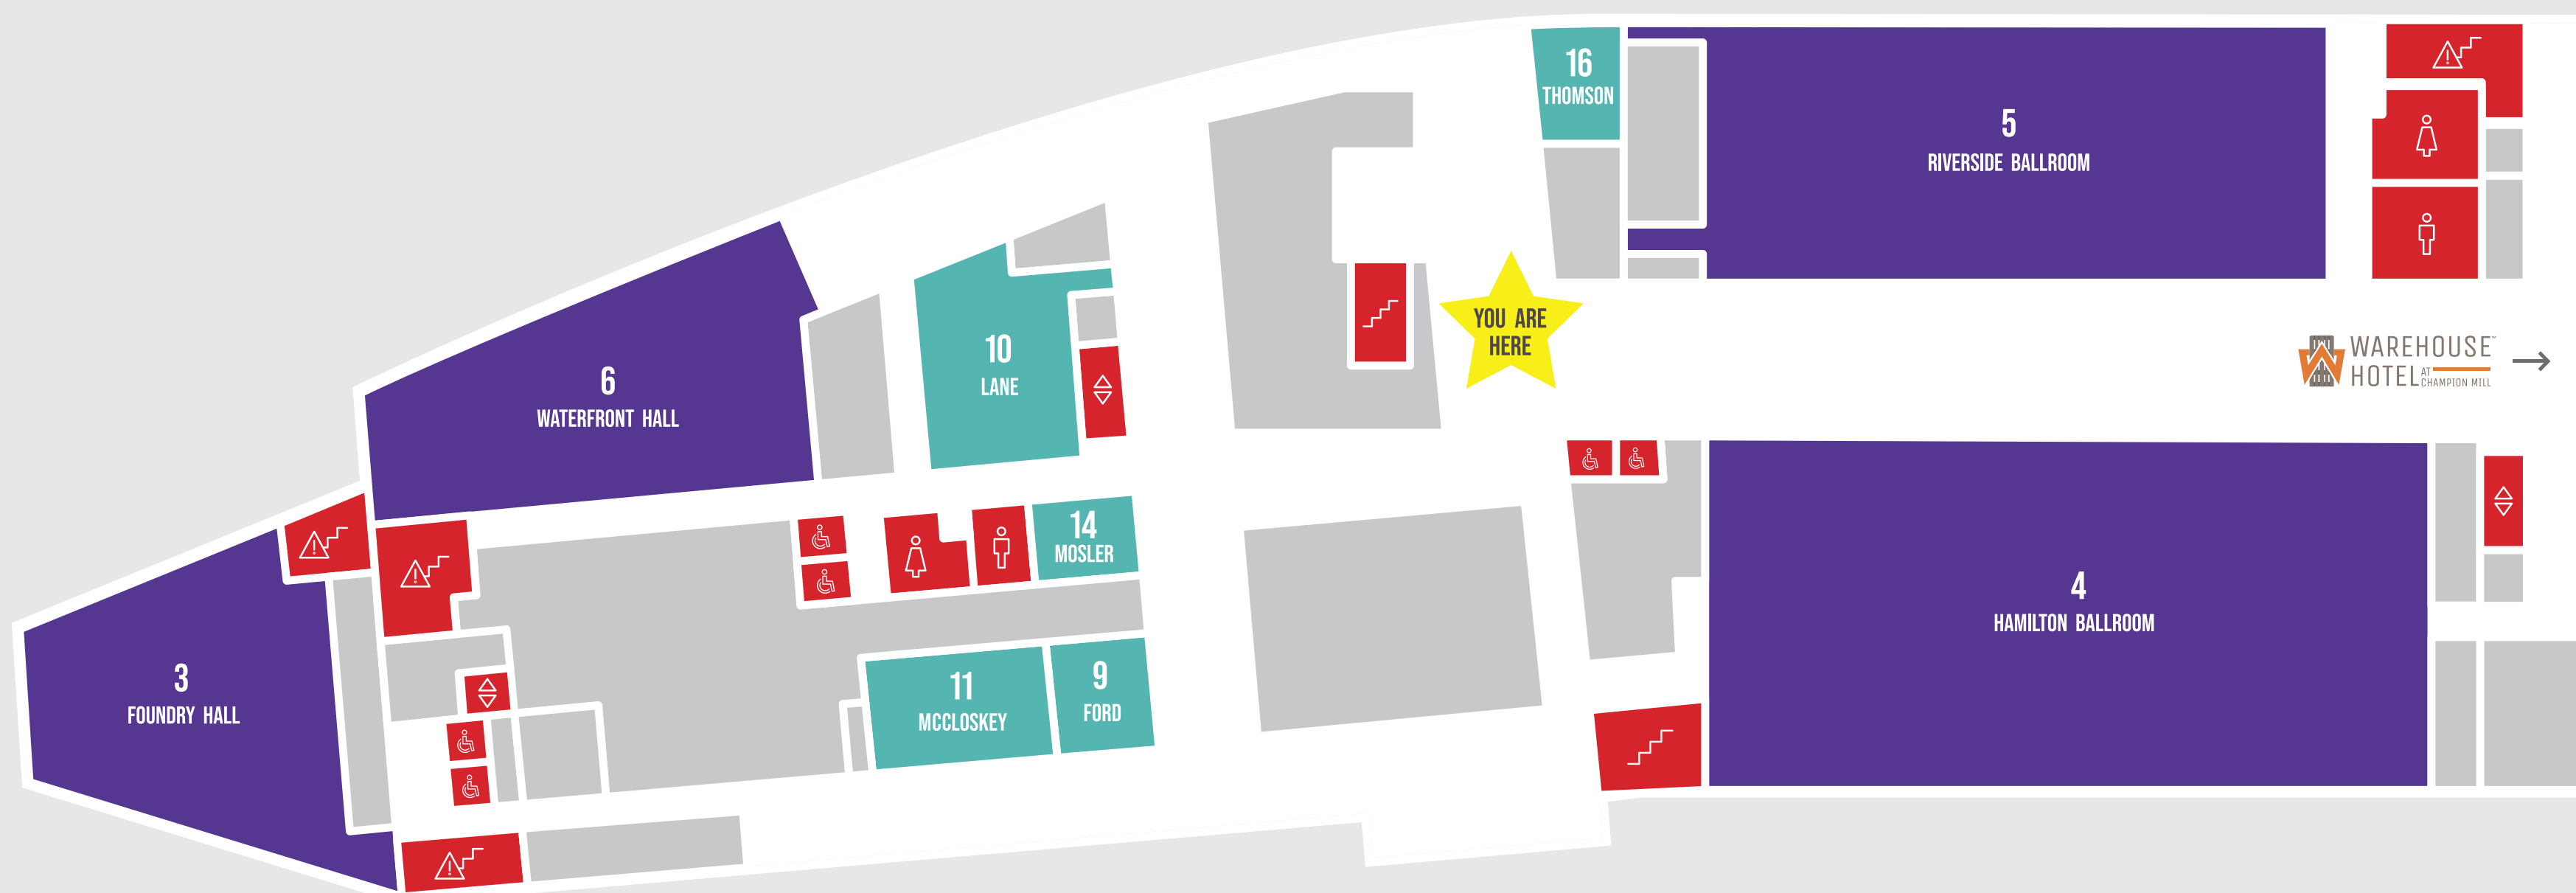 16
THOMSON
5
RIVERSIDE BALLROOM
YOU ARE
HERE
10
LANE
6
WATERFRONT HALL
WAREHOUSE™
HOTEL AT CHAMPION MILL
14
MOSLER
4
HAMILTON BALLROOM
3
FOUNDRY HALL
11
MCCLOSKEY
9
FORD